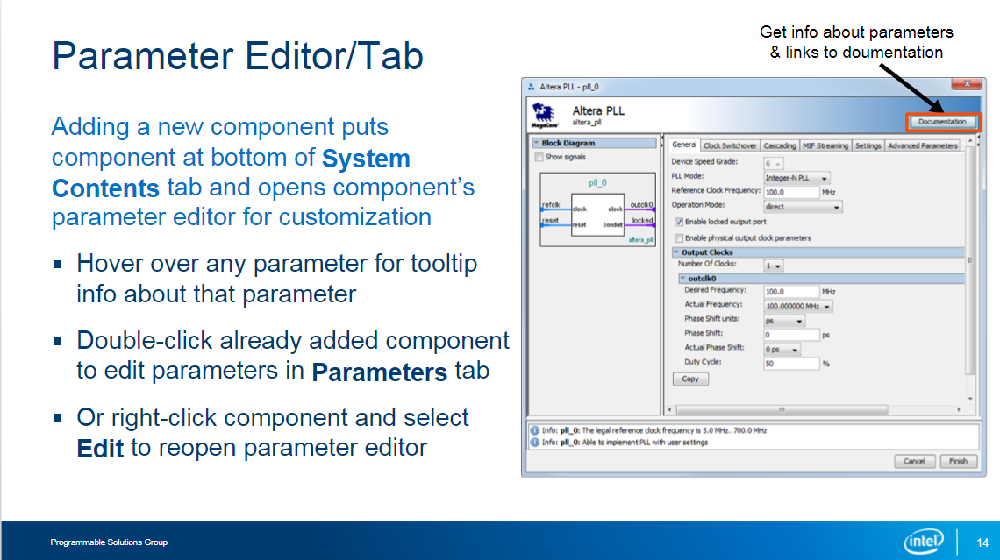 Get info about parameters
& links to doumentation
Parameter Editor/Tab
Adding a new component puts
component at bottom of System
Contents tab and opens component's
parameter editor for customization
▪ Hover over any parameter for tooltip
info about that parameter
▪ Double-click already added component
to edit parameters in Parameters tab
▪ Or right-click component and select
Edit to reopen parameter editor
Altera PLL - pll_0
MegaCore®
Altera PLL
altera_pll
Documentation
Block Diagram
Show signals
pll_0
refclk
clock
clock
outclk0
reset
reset
conduit
locked
altera_pll
General
Clock Switchover
Cascading
MIF Streaming
Settings
Advanced Parameters
Device Speed Grade: 6
PLL Mode: Integer-N PLL
Reference Clock Frequency: 100.0 MHz
Operation Mode: direct
Enable locked output port
Enable physical output clock parameters
Output Clocks
Number Of Clocks: 1
outclk0
Desired Frequency: 100.0 MHz
Actual Frequency: 100.000000 MHz
Phase Shift units: ps
Phase Shift: 0 ps
Actual Phase Shift: 0 ps
Duty Cycle: 50 %
Copy
Info: pll_0: The legal reference clock frequency is 5.0 MHz..700.0 MHz
Info: pll_0: Able to implement PLL with user settings
Cancel
Finish
Programmable Solutions Group
intel
14